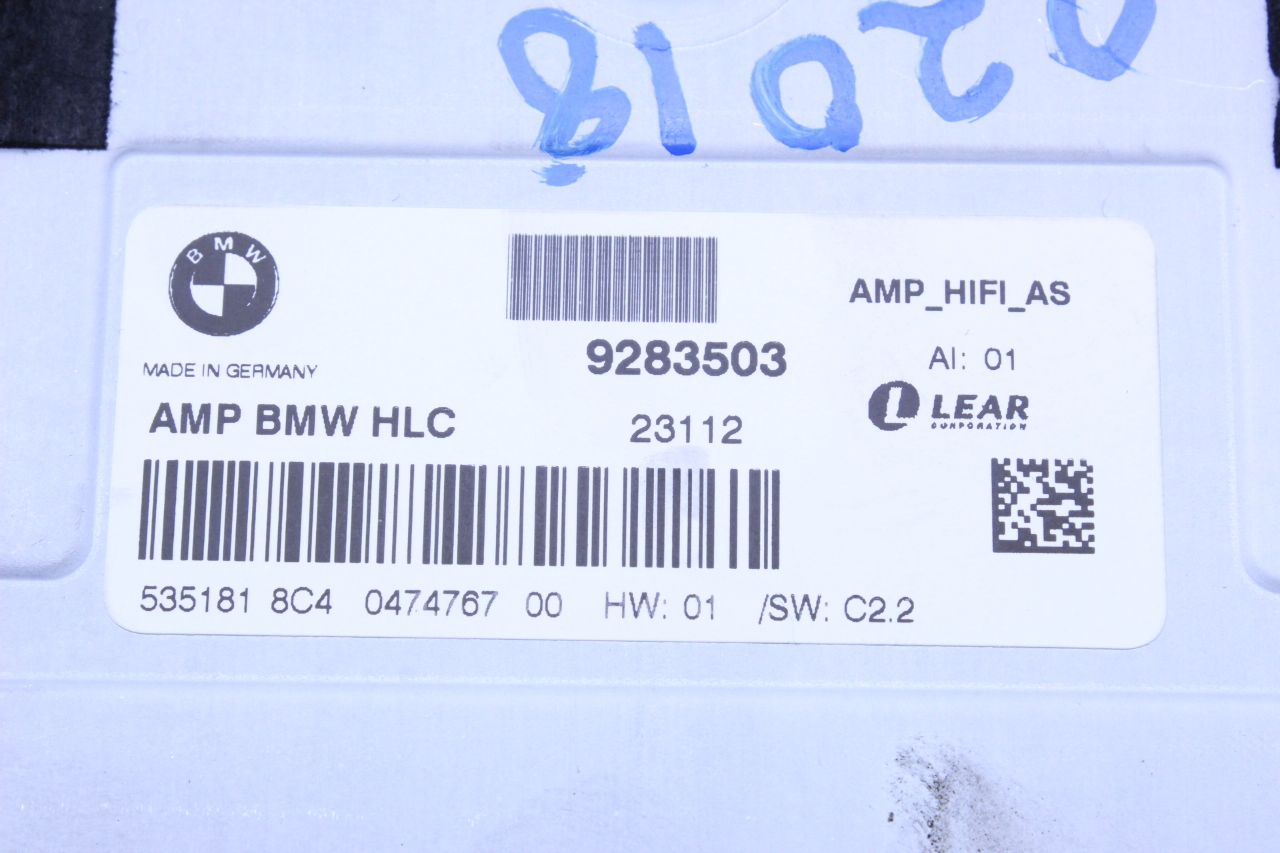 BMW
AMP_HIFI_AS
9283503
AI: 01
MADE IN GERMANY
AMP BMW HLC
23112
LEAR
CORPORATION
535181 8C4 0474767 00 HW: 01 /SW: C2.2